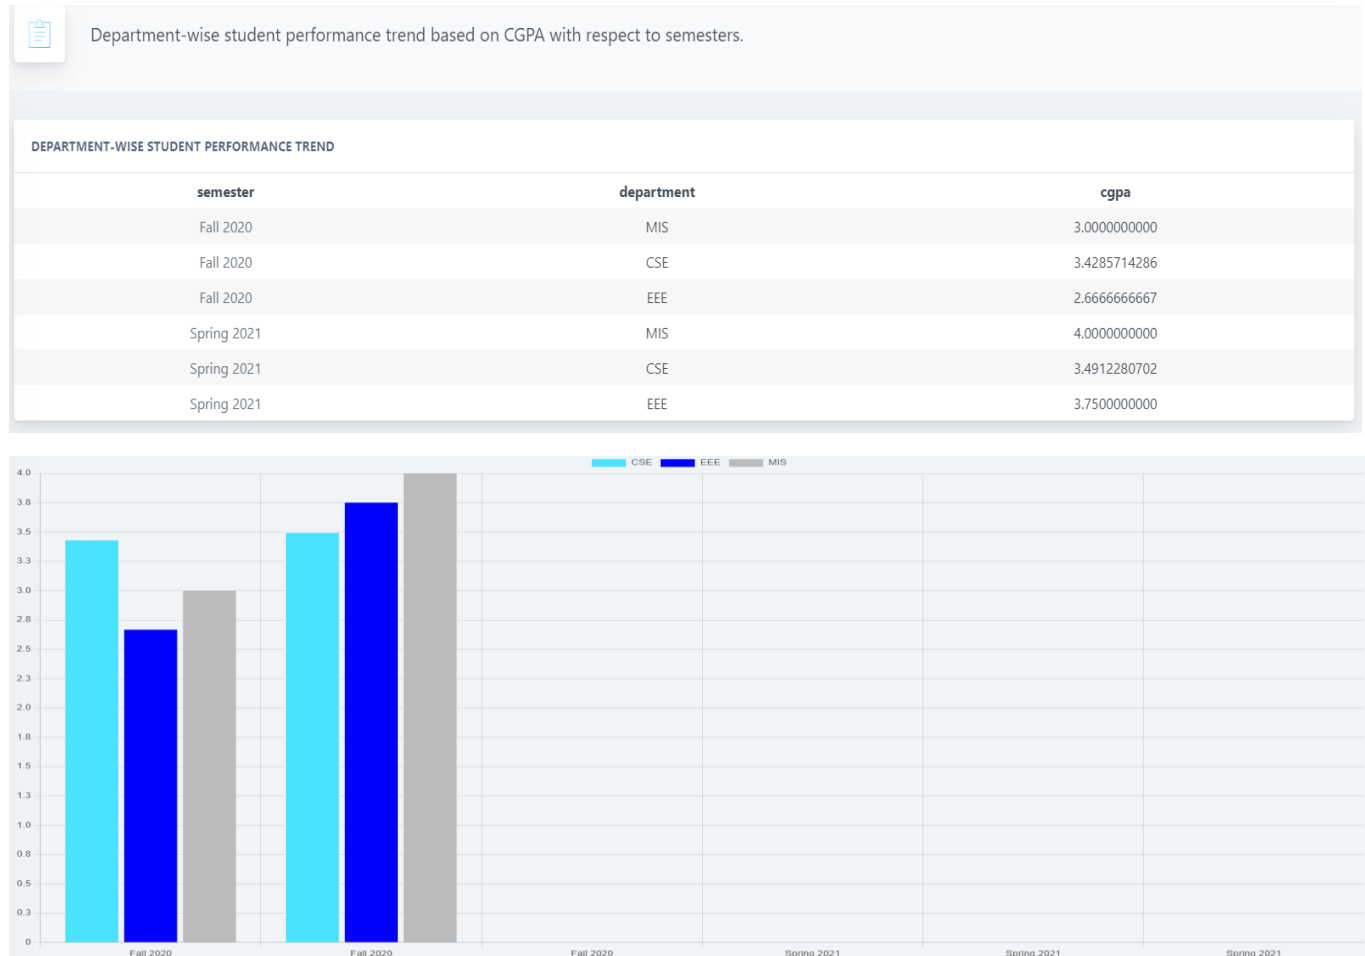 Department-wise student performance trend based on CGPA with respect to semesters.
DEPARTMENT-WISE STUDENT PERFORMANCE TREND
semester department cgpa
Fall 2020 MIS 3.0000000000
Fall 2020 CSE 3.4285714286
Fall 2020 EEE 2.6666666667
Spring 2021 MIS 4.0000000000
Spring 2021 CSE 3.4912280702
Spring 2021 EEE 3.7500000000
CSE EEE MIS
4.0
3.8
3.5
3.3
3.0
2.8
2.5
2.3
2.0
1.8
1.5
1.3
1.0
0.8
0.5
0.3
0
Fall 2020 Fall 2020 Fall 2020 Spring 2021 Spring 2021 Spring 2021